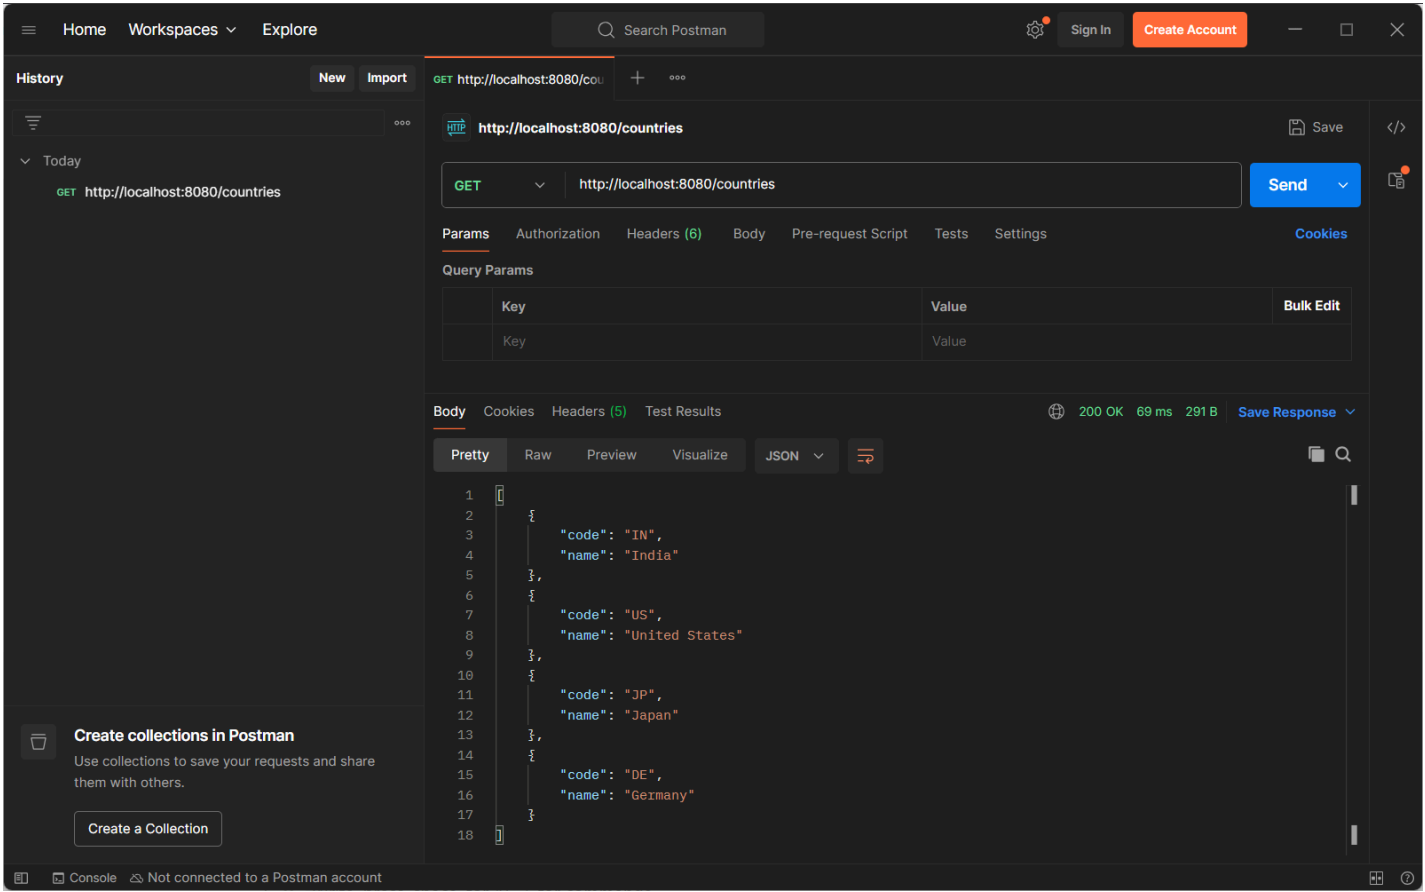 Home Workspaces Explore Search Postman Sign In Create Account
History New Import
GET http://localhost:8080/cou
HTTP http://localhost:8080/countries Save </>
Today
GET http://localhost:8080/countries
GET http://localhost:8080/countries Send
Params Authorization Headers (6) Body Pre-request Script Tests Settings Cookies
Query Params
Key Value Bulk Edit
Key Value
Body Cookies Headers (5) Test Results 200 OK 69 ms 291 B Save Response
Pretty Raw Preview Visualize JSON
1 [
2 {
3 "code": "IN",
4 "name": "India"
5 },
6 {
7 "code": "US",
8 "name": "United States"
9 },
10 {
11 "code": "JP",
12 "name": "Japan"
13 },
14 {
15 "code": "DE",
16 "name": "Germany"
17 }
18 ]
Create collections in Postman
Use collections to save your requests and share
them with others.
Create a Collection
Console Not connected to a Postman account